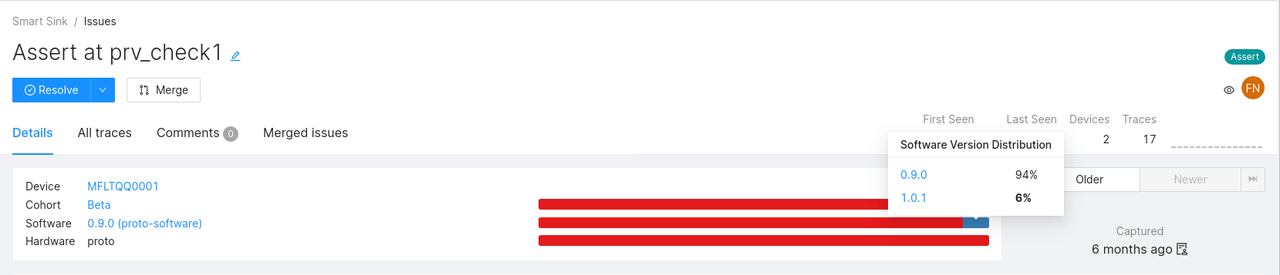 Smart Sink / Issues
Assert at prv_check1
Assert
Resolve
Merge
FN
Details
All traces
Comments 0
Merged issues
First Seen
Last Seen
Devices
Traces
2
17
Software Version Distribution
0.9.0 94%
1.0.1 6%
Older
Newer
Device MFLTQQ0001
Cohort Beta
Software 0.9.0 (proto-software)
Hardware proto
Captured
6 months ago